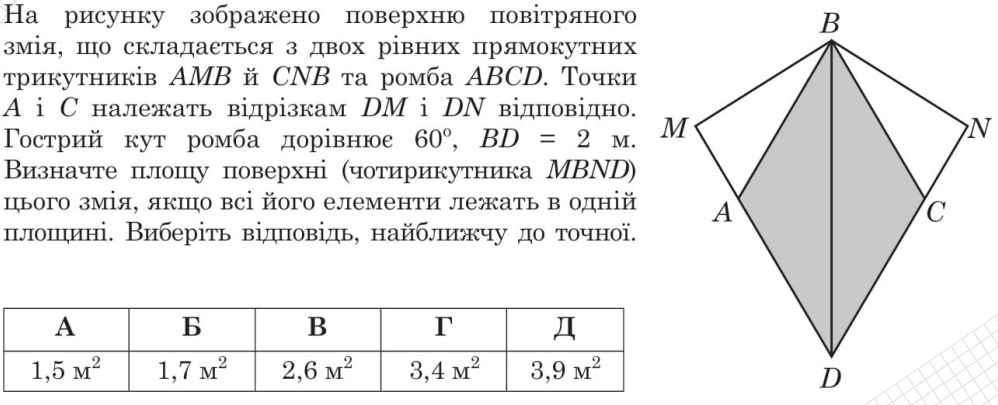 На рисунку зображено поверхню повітряного
змія, що складається з двох рівних прямокутних
трикутників AMB й CNB та ромба ABCD. Точки
A і C належать відрізкам DM і DN відповідно.
Гострий кут ромба дорівнює 60°, BD = 2 м.
Визначте площу поверхні (чотирикутника MBND)
цього змія, якщо всі його елементи лежать в одній
площині. Виберіть відповідь, найближчу до точної.
А Б В Г Д
1,5 м² 1,7 м² 2,6 м² 3,4 м² 3,9 м²
B
M N
A C
D